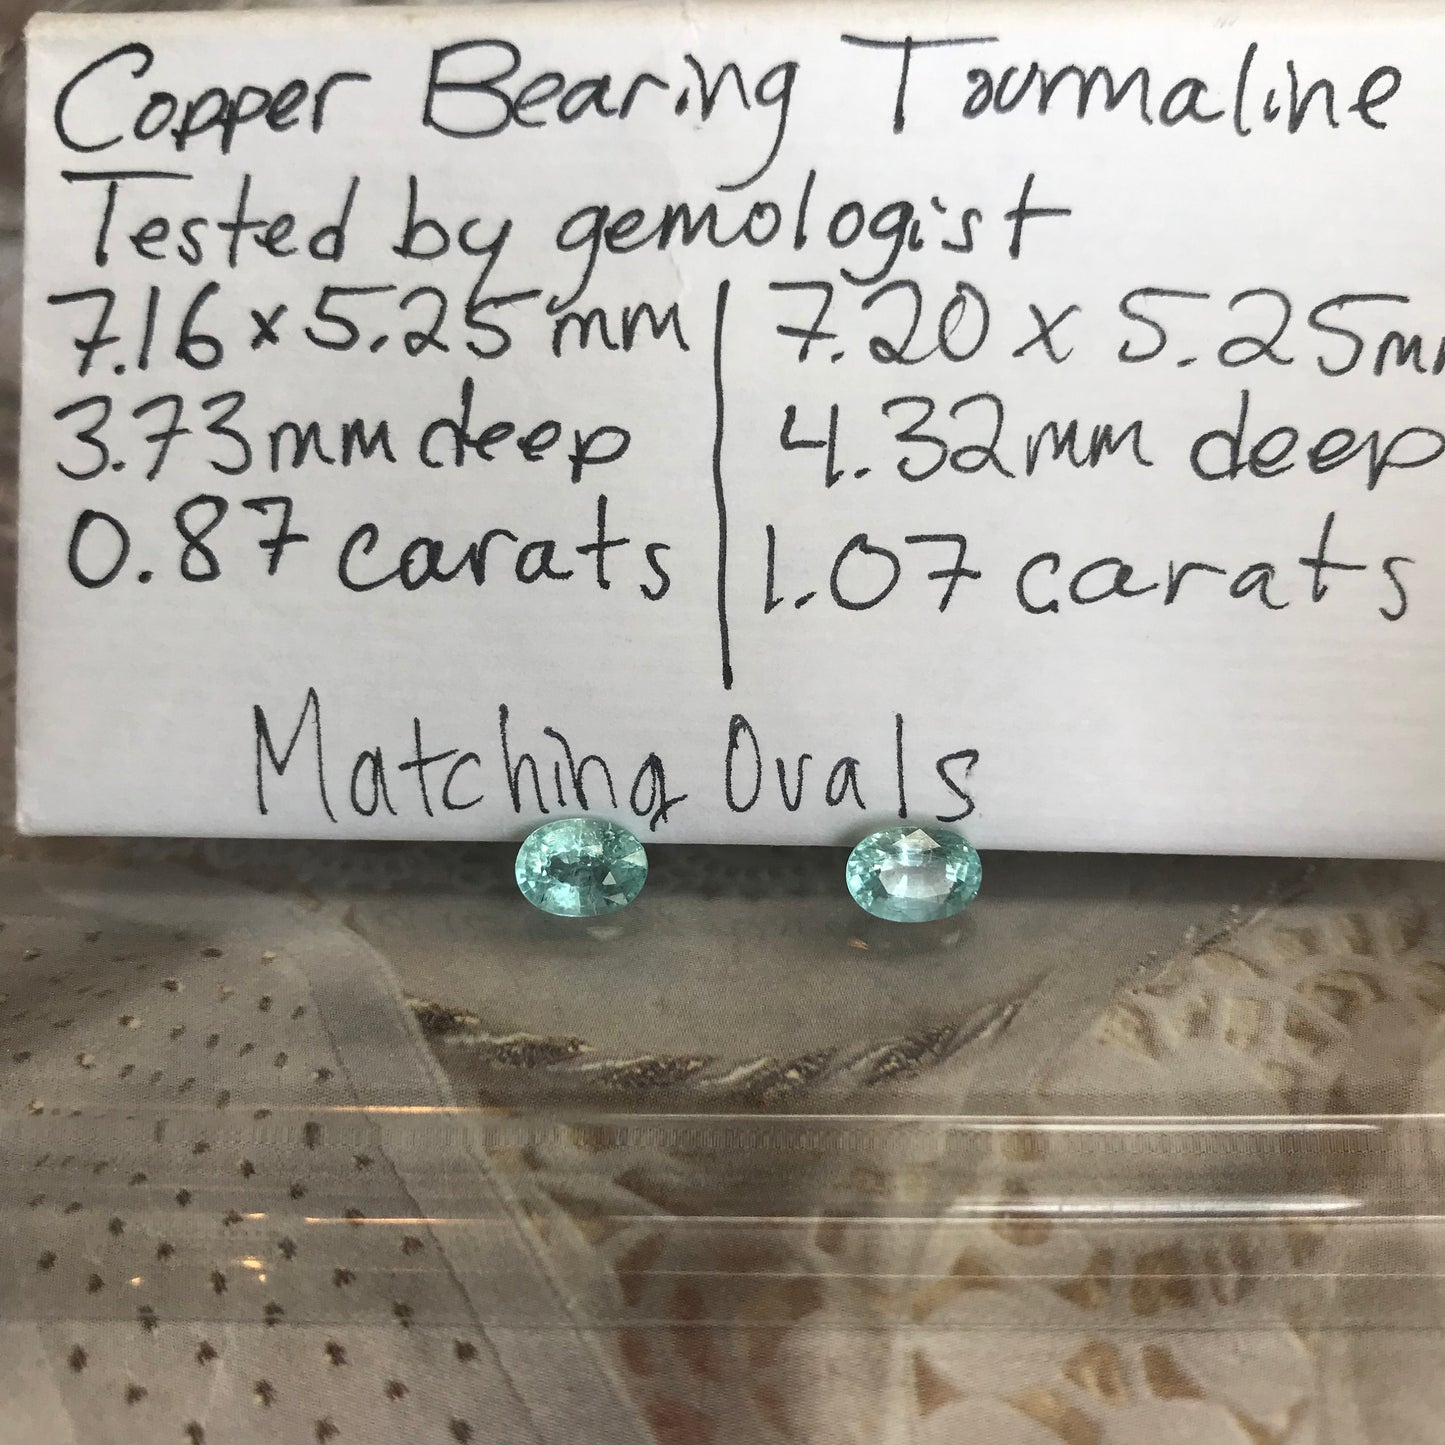 Copper Bearing Tourmaline
Tested by gemologist
7.16 x 5.25 mm
3.73mm deep
0.87 carats
7.20 x 5.25mm
4.32mm deep
1.07 carats
Matching Ovals